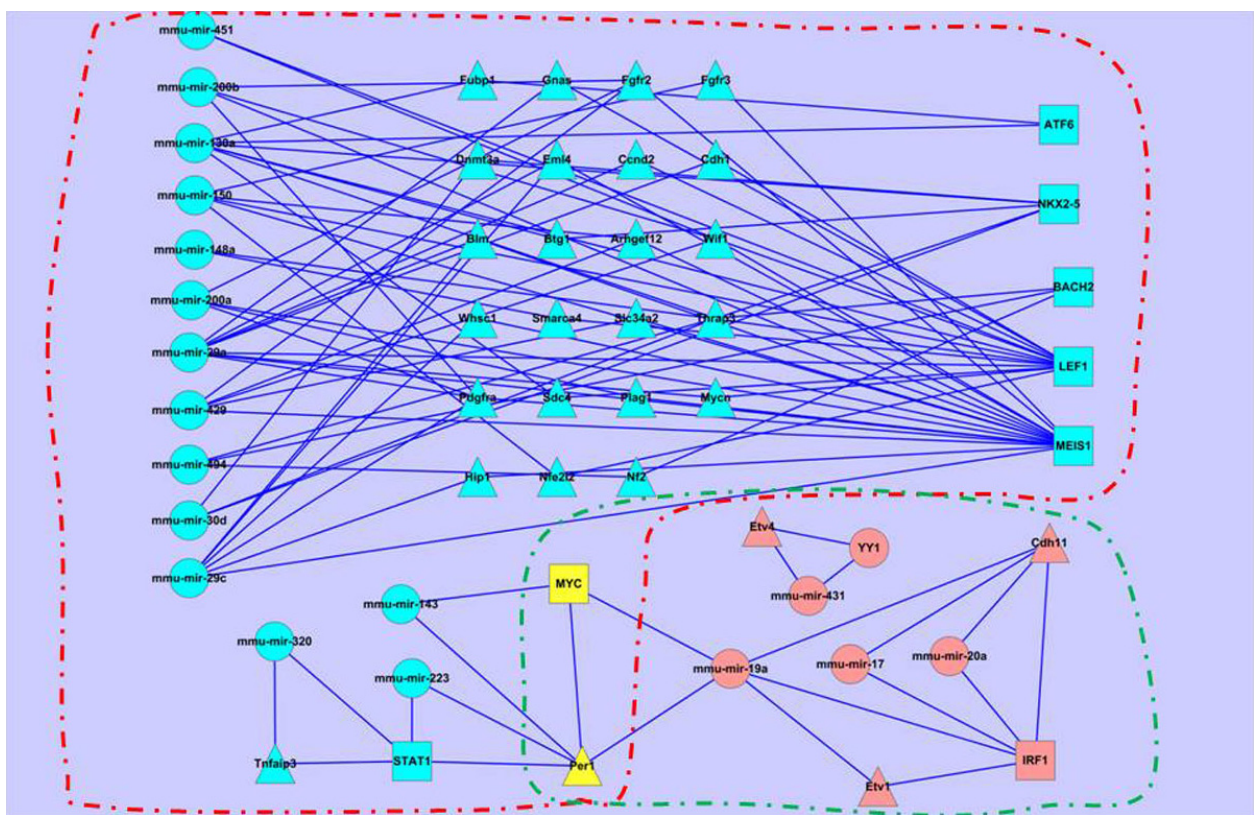 mmu-mir-451
mmu-mir-200b
Fubp1 Gnas Fgfr2 Fgfr3
ATF6
mmu-mir-130a
Dnmt3a Eml4 Ccnd2 Cdh1
mmu-mir-150
NKX2-5
Blm Btg1 Arhgef12 Wif1
mmu-mir-148a
BACH2
mmu-mir-200a
Whsc1 Smarca4 Slc34a2 Thrap3
mmu-mir-29a
LEF1
Pdgfra Sdc4 Plag1 Mycn
mmu-mir-429
MEIS1
mmu-mir-494
Hip1 Nfe2l2 Nf2
mmu-mir-30d
Etv4
YY1
Cdh11
mmu-mir-29c
MYC
mmu-mir-431
mmu-mir-143
mmu-mir-320
mmu-mir-223
mmu-mir-19a
mmu-mir-17
mmu-mir-20a
Tnfaip3
STAT1
Per1
IRF1
Etv1